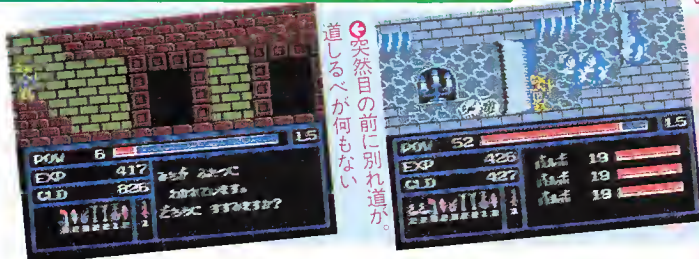 POW 6 L5
EXP 417
GLD 826
みちが ふたつに
わかれています。
どちらに すすみますか?
突然目の前に別れ道が。
道しるべが何もない
POW 52 L5
EXP 426
GLD 427
19
19
19